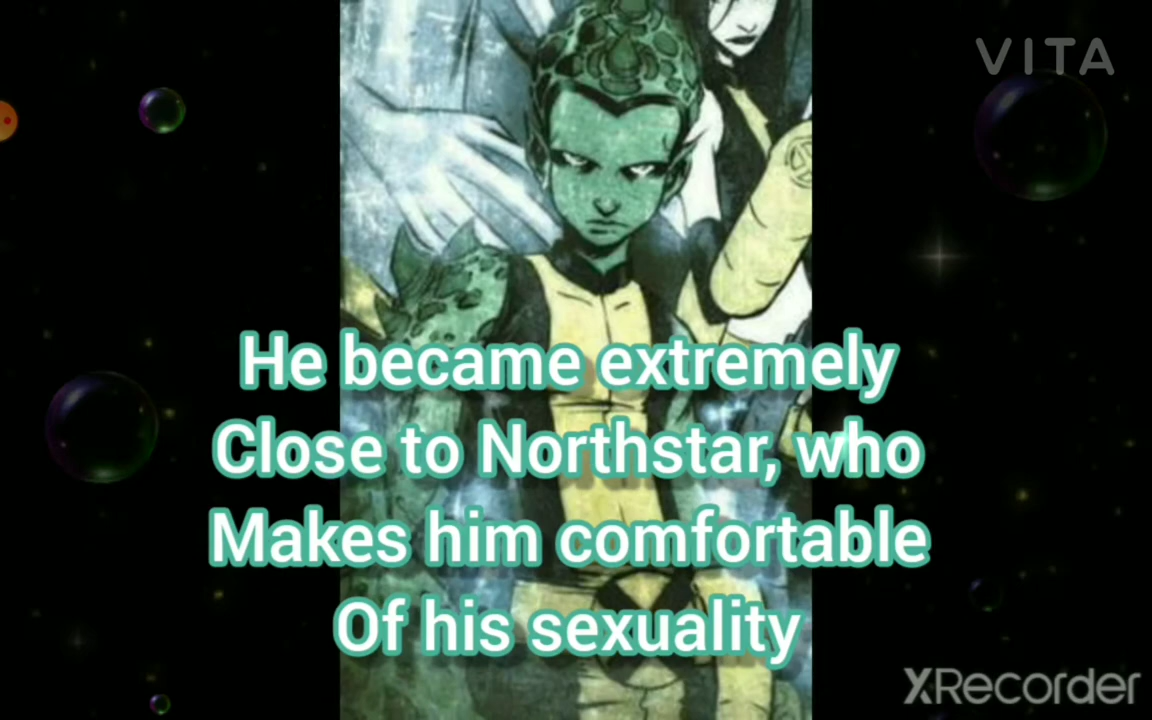 VITA
He became extremely
Close to Northstar, who
Makes him comfortable
Of his sexuality
XRecorder